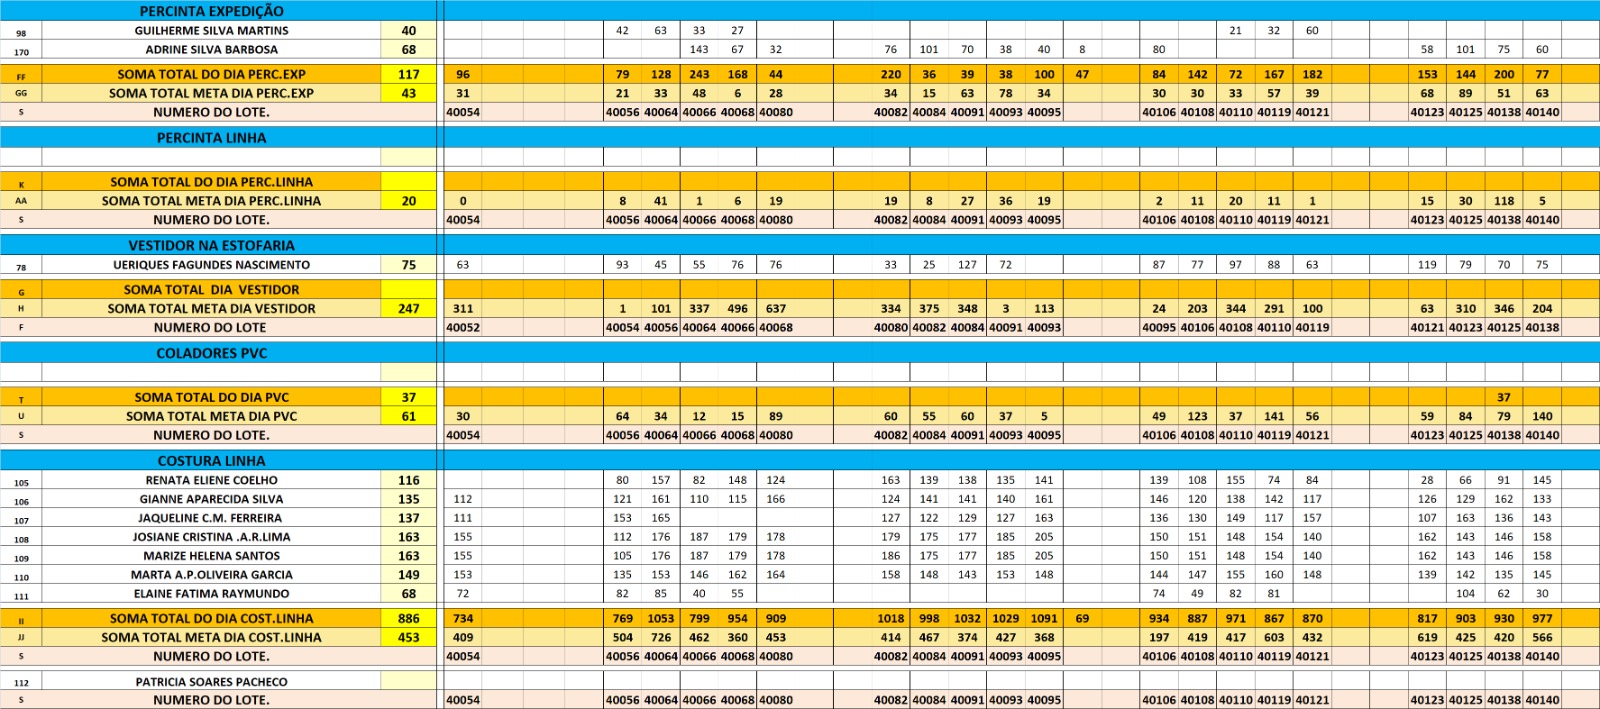 PERCINTA EXPEDIÇÃO
98 GUILHERME SILVA MARTINS 40 42 63 33 27 21 32 60
170 ADRINE SILVA BARBOSA 68 143 67 32 76 101 70 38 40 8 80 58 101 75 60
FF SOMA TOTAL DO DIA PERC.EXP 117 96 79 128 243 168 44 220 36 39 38 100 47 84 142 72 167 182 153 144 200 77
GG SOMA TOTAL META DIA PERC.EXP 43 31 21 33 48 6 28 34 15 63 78 34 30 30 33 57 39 68 89 51 63
S NUMERO DO LOTE. 40054 40056 40064 40066 40068 40080 40082 40084 40091 40093 40095 40106 40108 40110 40119 40121 40123 40125 40138 40140
PERCINTA LINHA
K SOMA TOTAL DO DIA PERC.LINHA
AA SOMA TOTAL META DIA PERC.LINHA 20 0 8 41 1 6 19 19 8 27 36 19 2 11 20 11 1 15 30 118 5
S NUMERO DO LOTE. 40054 40056 40064 40066 40068 40080 40082 40084 40091 40093 40095 40106 40108 40110 40119 40121 40123 40125 40138 40140
VESTIDOR NA ESTOFARIA
78 UERIQUES FAGUNDES NASCIMENTO 75 63 93 45 55 76 76 33 25 127 72 87 77 97 88 63 119 79 70 75
G SOMA TOTAL DIA VESTIDOR
H SOMA TOTAL META DIA VESTIDOR 247 311 1 101 337 496 637 334 375 348 3 113 24 203 344 291 100 63 310 346 204
F NUMERO DO LOTE 40052 40054 40056 40064 40066 40068 40080 40082 40084 40091 40093 40095 40106 40108 40110 40119 40121 40123 40125 40138
COLADORES PVC
T SOMA TOTAL DO DIA PVC 37 37
U SOMA TOTAL META DIA PVC 61 30 64 34 12 15 89 60 55 60 37 5 49 123 37 141 56 59 84 79 140
S NUMERO DO LOTE. 40054 40056 40064 40066 40068 40080 40082 40084 40091 40093 40095 40106 40108 40110 40119 40121 40123 40125 40138 40140
COSTURA LINHA
105 RENATA ELIENE COELHO 116 80 157 82 148 124 163 139 138 135 141 139 108 155 74 84 28 66 91 145
106 GIANNE APARECIDA SILVA 135 112 121 161 110 115 166 124 141 141 140 161 146 120 138 142 117 126 129 162 133
107 JAQUELINE C.M. FERREIRA 137 111 153 165 127 122 129 127 163 136 130 149 117 157 107 163 136 143
108 JOSIANE CRISTINA .A.R.LIMA 163 155 112 176 187 179 178 179 175 177 185 205 150 151 148 154 140 162 143 146 158
109 MARIZE HELENA SANTOS 163 155 105 176 187 179 178 186 175 177 185 205 150 151 148 154 140 162 143 146 158
110 MARTA A.P.OLIVEIRA GARCIA 149 153 135 153 146 162 164 158 148 143 153 148 144 147 155 160 148 139 142 135 145
111 ELAINE FATIMA RAYMUNDO 68 72 82 85 40 55 74 49 82 81 104 62 30
II SOMA TOTAL DO DIA COST.LINHA 886 734 769 1053 799 954 909 1018 998 1032 1029 1091 69 934 887 971 867 870 817 903 930 977
JJ SOMA TOTAL META DIA COST.LINHA 453 409 504 726 462 360 453 414 467 374 427 368 197 419 417 603 432 619 425 420 566
S NUMERO DO LOTE. 40054 40056 40064 40066 40068 40080 40082 40084 40091 40093 40095 40106 40108 40110 40119 40121 40123 40125 40138 40140
112 PATRICIA SOARES PACHECO
S NUMERO DO LOTE. 40054 40056 40064 40066 40068 40080 40082 40084 40091 40093 40095 40106 40108 40110 40119 40121 40123 40125 40138 40140